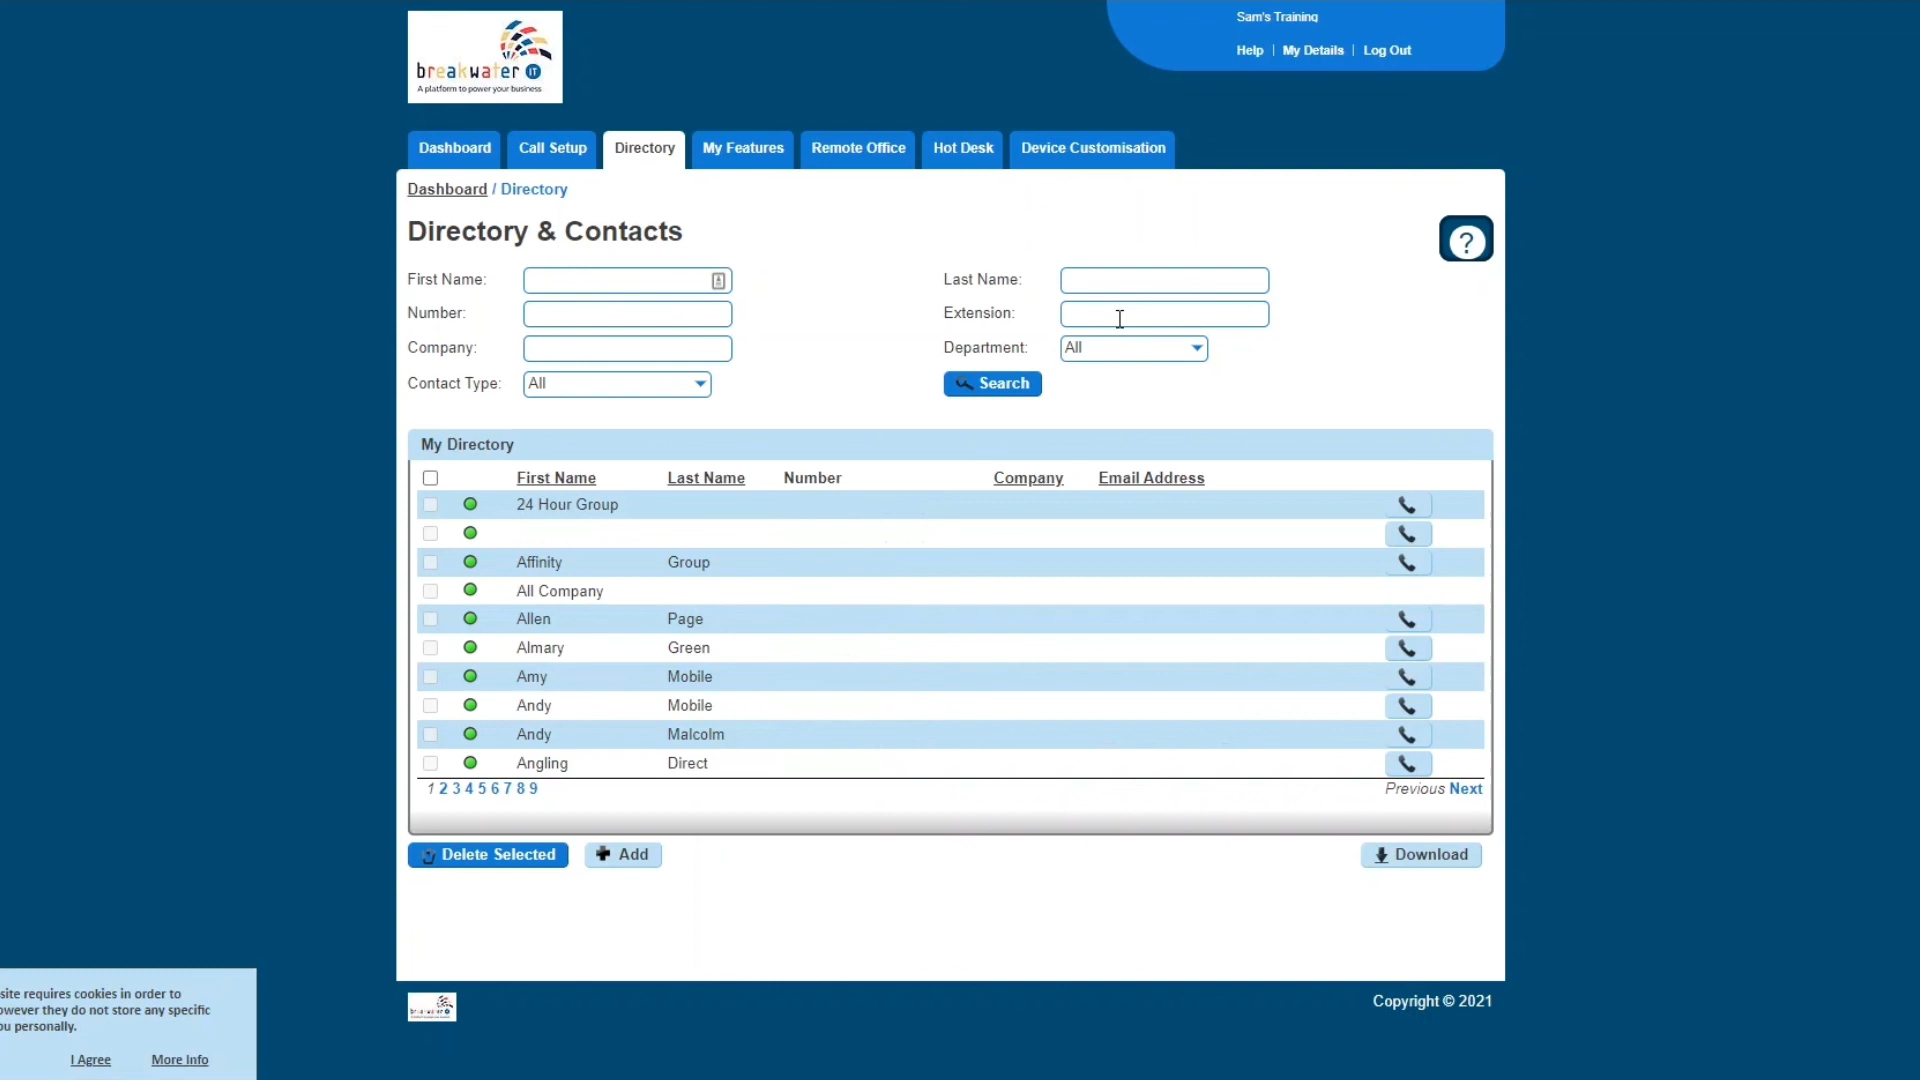 Sam's Training
Help | My Details | Log Out
breakwater IT
A platform to power your business
Dashboard Call Setup Directory My Features Remote Office Hot Desk Device Customisation
Dashboard / Directory
Directory & Contacts
?
First Name: Last Name:
Number: Extension:
Company: Department: All
Contact Type: All Search
My Directory
First Name Last Name Number Company Email Address
24 Hour Group
Affinity Group
All Company
Allen Page
Almary Green
Amy Mobile
Andy Mobile
Andy Malcolm
Angling Direct
1 2 3 4 5 6 7 8 9 Previous Next
Delete Selected Add Download
site requires cookies in order to
owever they do not store any specific
ou personally.
I Agree More Info
breakwater
Copyright © 2021